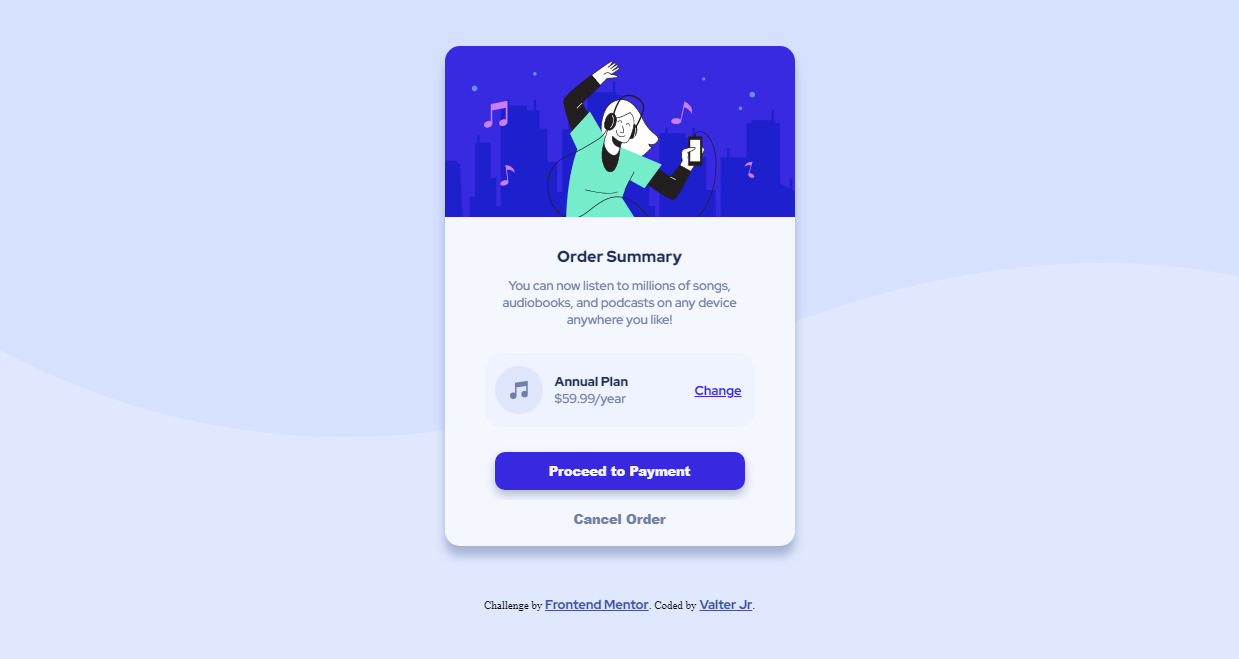 Order Summary
You can now listen to millions of songs,
audiobooks, and podcasts on any device
anywhere you like!
Annual Plan
$59.99/year
Change
Proceed to Payment
Cancel Order
Challenge by Frontend Mentor. Coded by Valter Jr.